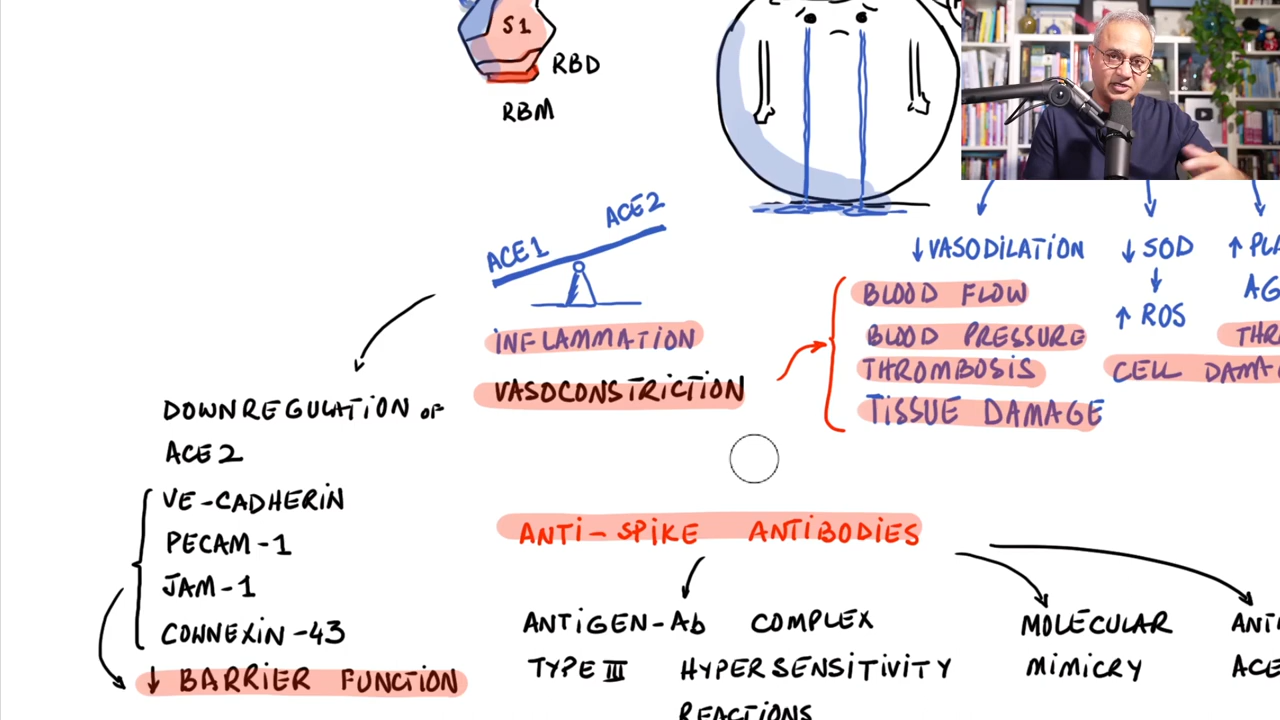 S1
RBD
RBM
ACE1
ACE2
INFLAMMATION
VASOCONSTRICTION
↓ VASODILATION
BLOOD FLOW
BLOOD PRESSURE
THROMBOSIS
TISSUE DAMAGE
↓ SOD
↓
↑ ROS
CELL
↑
DOWNREGULATION OF
ACE2
VE-CADHERIN
PECAM-1
JAM-1
CONNEXIN-43
↓ BARRIER FUNCTION
ANTI-SPIKE ANTIBODIES
ANTIGEN-Ab COMPLEX
TYPE III HYPERSENSITIVITY
REACTIONS
MOLECULAR
MIMICRY